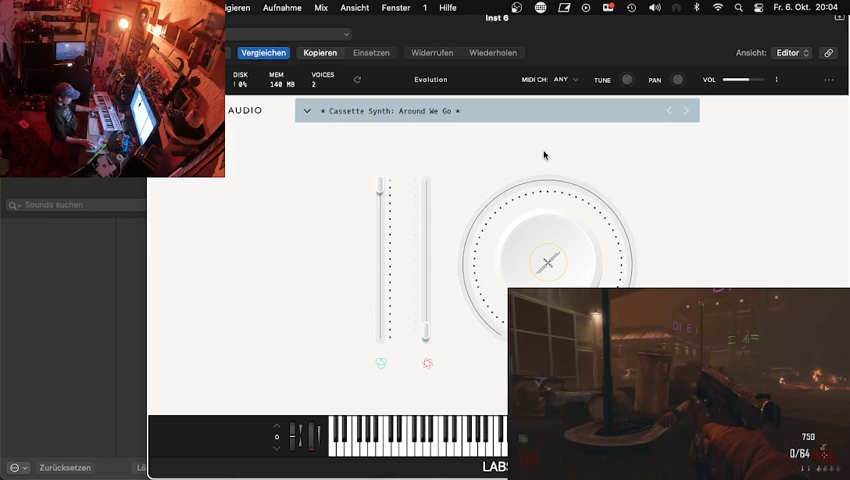 igieren Aufnahme Mix Ansicht Fenster 1 Hilfe Fr. 6. Okt. 20:04
Inst 6
Vergleichen Kopieren Einsetzen Widerrufen Wiederholen Ansicht: Editor
DISK 0% MEM 140 MB VOICES 2 Evolution MIDI CH: ANY TUNE PAN VOL
AUDIO * Cassette Synth: Around We Go *
Sounds suchen
750
0/64
0
Zurücksetzen Lö
LABS